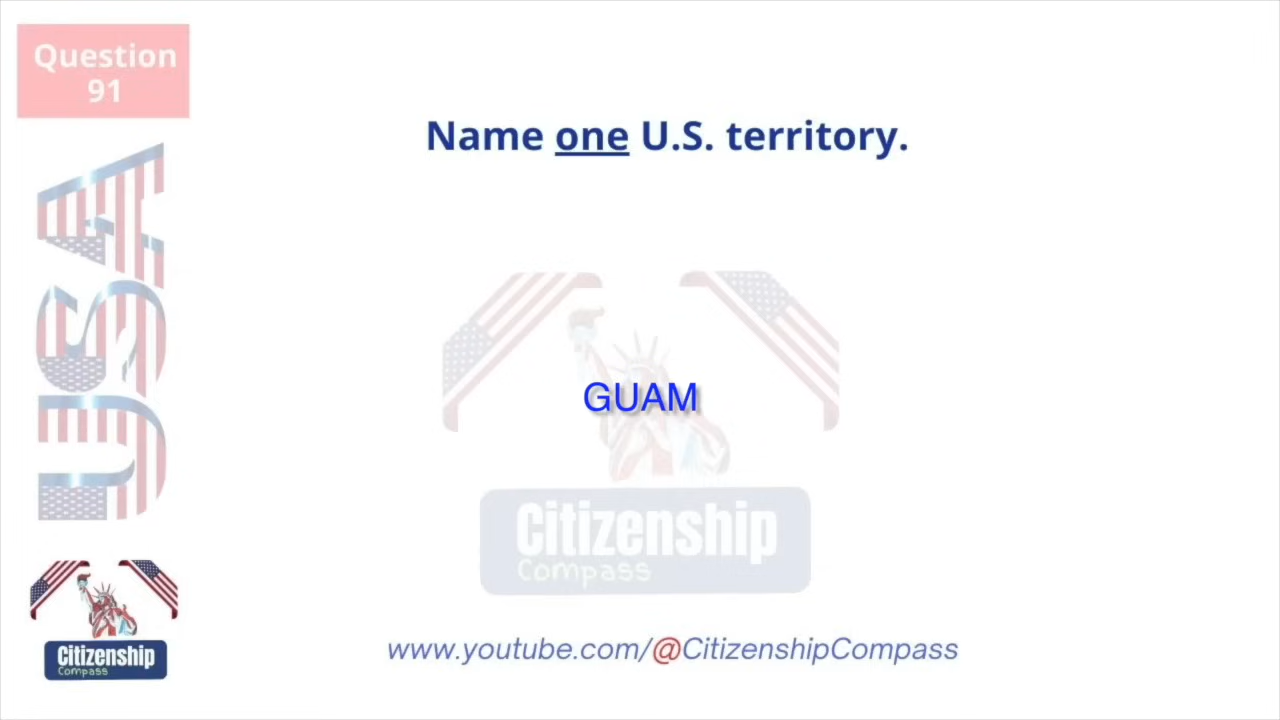 Question
91
Name one U.S. territory.
USA
GUAM
Citizenship
Compass
Citizenship
Compass
www.youtube.com/@CitizenshipCompass